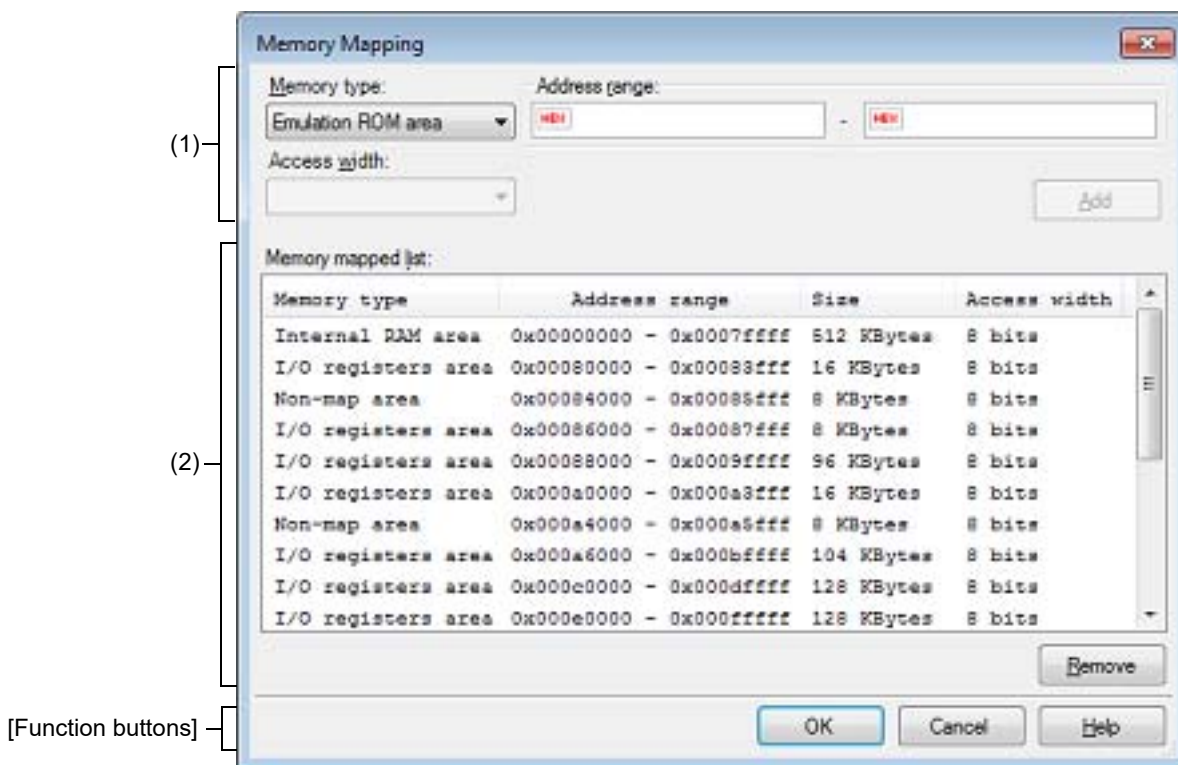 Memory Mapping
Memory type: Address range:
(1)
Emulation ROM area HEX - HEX
Access width:
Add
Memory mapped list:
Memory type Address range Size Access width
Internal RAM area 0x00000000 - 0x0007ffff 512 KBytes 8 bits
I/O registers area 0x00080000 - 0x00083fff 16 KBytes 8 bits
Non-map area 0x00084000 - 0x00085fff 8 KBytes 8 bits
I/O registers area 0x00086000 - 0x00087fff 8 KBytes 8 bits
(2)
I/O registers area 0x00088000 - 0x0009ffff 96 KBytes 8 bits
I/O registers area 0x000a0000 - 0x000a3fff 16 KBytes 8 bits
Non-map area 0x000a4000 - 0x000a5fff 8 KBytes 8 bits
I/O registers area 0x000a6000 - 0x000bffff 104 KBytes 8 bits
I/O registers area 0x000c0000 - 0x000dffff 128 KBytes 8 bits
I/O registers area 0x000e0000 - 0x000fffff 128 KBytes 8 bits
Remove
[Function buttons]
OK Cancel Help